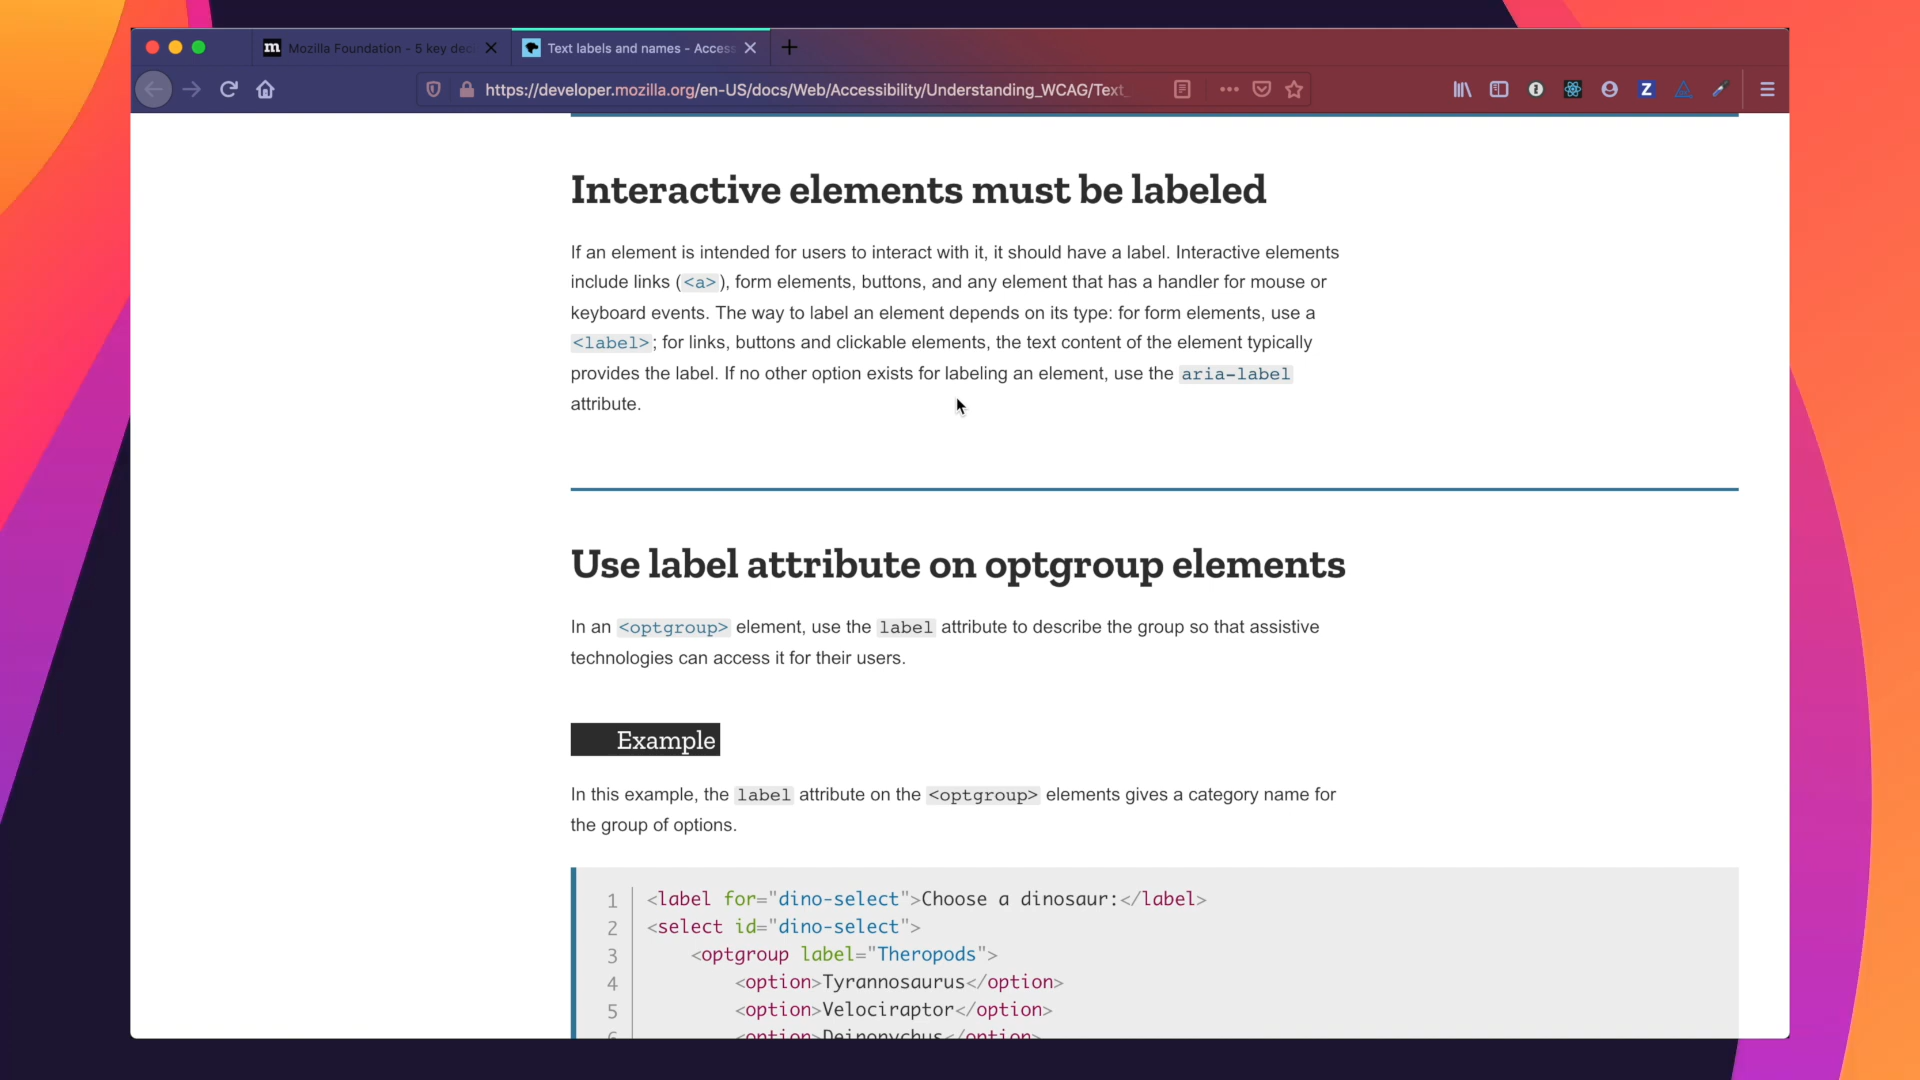 Mozilla Foundation - 5 key dec
Text labels and names - Access
https://developer.mozilla.org/en-US/docs/Web/Accessibility/Understanding_WCAG/Text_
Interactive elements must be labeled
If an element is intended for users to interact with it, it should have a label. Interactive elements
include links (<a>), form elements, buttons, and any element that has a handler for mouse or
keyboard events. The way to label an element depends on its type: for form elements, use a
<label>; for links, buttons and clickable elements, the text content of the element typically
provides the label. If no other option exists for labeling an element, use the aria-label
attribute.
Use label attribute on optgroup elements
In an <optgroup> element, use the label attribute to describe the group so that assistive
technologies can access it for their users.
Example
In this example, the label attribute on the <optgroup> elements gives a category name for
the group of options.
1 <label for="dino-select">Choose a dinosaur:</label>
2 <select id="dino-select">
3 <optgroup label="Theropods">
4 <option>Tyrannosaurus</option>
5 <option>Velociraptor</option>
6 <option>Deinonychus</option>